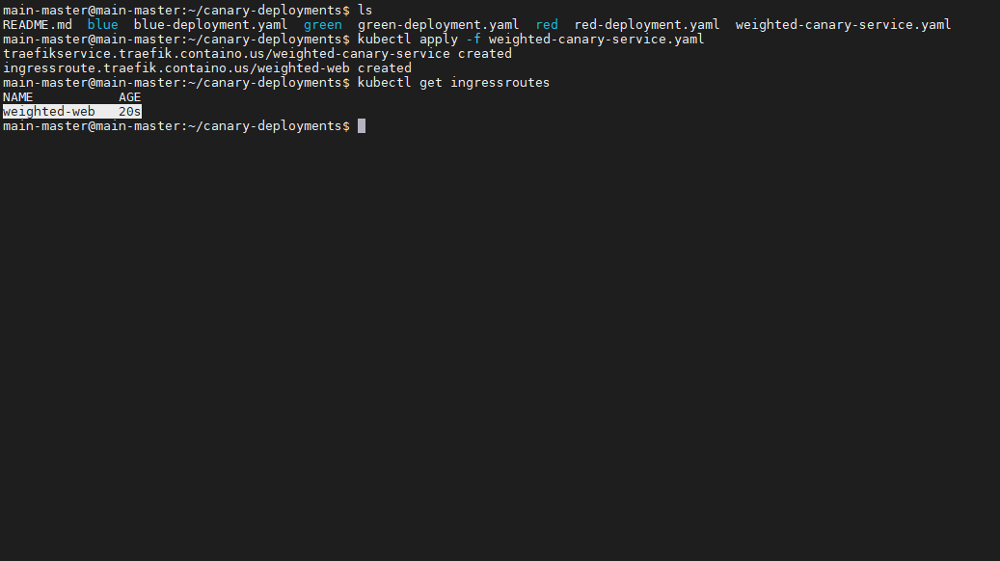 main-master@main-master:~/canary-deployments$ ls
README.md  blue  blue-deployment.yaml  green  green-deployment.yaml  red  red-deployment.yaml  weighted-canary-service.yaml
main-master@main-master:~/canary-deployments$ kubectl apply -f weighted-canary-service.yaml
traefikservice.traefik.containo.us/weighted-canary-service created
ingressroute.traefik.containo.us/weighted-web created
main-master@main-master:~/canary-deployments$ kubectl get ingressroutes
NAME           AGE
weighted-web   20s
main-master@main-master:~/canary-deployments$